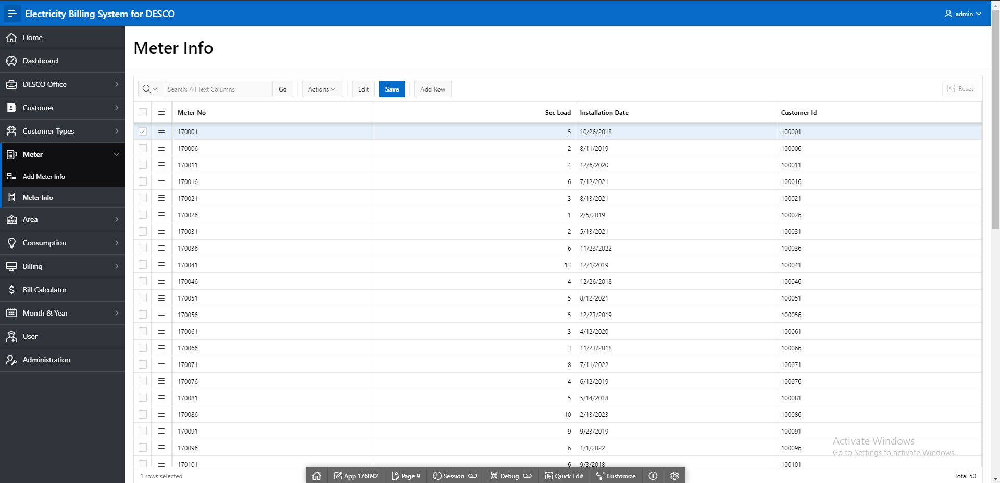 Electricity Billing System for DESCO
admin
Home
Dashboard
DESCO Office
Customer
Customer Types
Meter
Add Meter Info
Meter Info
Area
Consumption
Billing
Bill Calculator
Month & Year
User
Administration
Meter Info
Search: All Text Columns Go Actions Edit Save Add Row Reset
Meter No Sec Load Installation Date Customer Id
170001 5 10/26/2018 100001
170006 2 8/11/2019 100006
170011 4 12/6/2020 100011
170016 6 7/12/2021 100016
170021 3 8/13/2021 100021
170026 1 2/5/2019 100026
170031 2 5/13/2021 100031
170036 6 11/23/2022 100036
170041 13 12/1/2019 100041
170046 4 12/26/2018 100046
170051 5 8/12/2021 100051
170056 5 12/23/2019 100056
170061 3 4/12/2020 100061
170066 3 11/23/2018 100066
170071 8 7/11/2022 100071
170076 4 6/12/2019 100076
170081 5 5/14/2018 100081
170086 10 2/13/2023 100086
170091 9 9/23/2019 100091
170096 6 1/1/2022 100096
170101 6 9/3/2018 100101
Activate Windows
Go to Settings to activate Windows.
1 rows selected
Total 50
App 176892 Page 9 Session Debug Quick Edit Customize